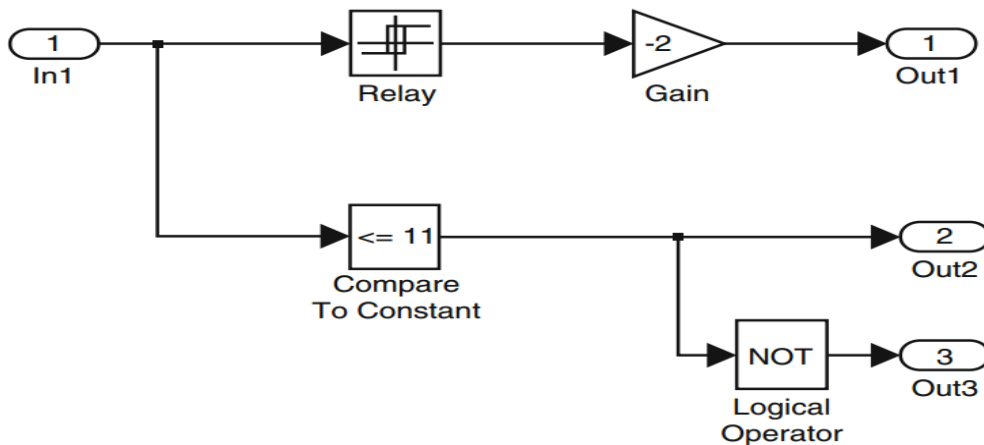 1
In1
Relay
-2
Gain
1
Out1
<= 11
Compare
To Constant
2
Out2
NOT
Logical
Operator
3
Out3